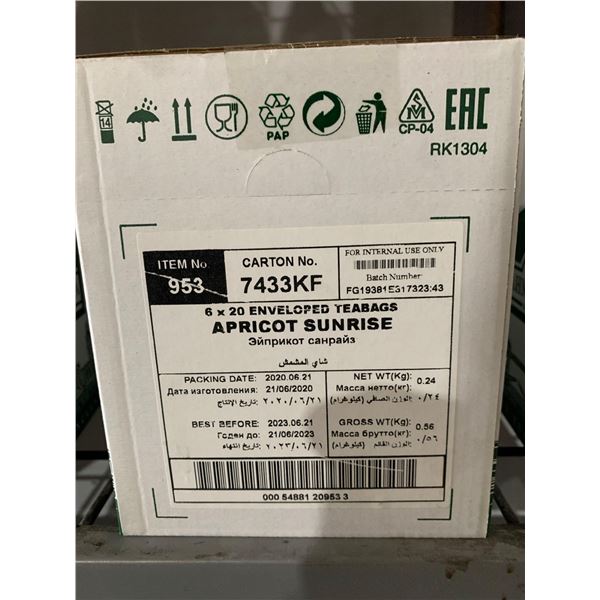 14
PAP
CP-04
EAC
RK1304
ITEM No
953
CARTON No.
7433KF
FOR INTERNAL USE ONLY
Batch Number:
FG19381E317323:43
6 x 20 ENVELOPED TEABAGS
APRICOT SUNRISE
Эйприкот санрайз
شاي المشمش
PACKING DATE: 2020.06.21
Дата изготовления: 21/06/2020
تاريخ الإنتاج: ٢٠٢٠/٠٦/٢١
NET WT(Kg): 0.24
Масса нетто(кг):
الوزن الصافي (كيلوغرام) ٠/٢٤
BEST BEFORE: 2023.06.21
Годен до 21/06/2023
تاريخ انتهاء: ٢٠٢٣/٠٦/٢١
GROSS WT(Kg): 0.56
Масса брутто(кг):
الوزن القائم (كيلوغرام) ٠/٥٦
000 54881 20953 3